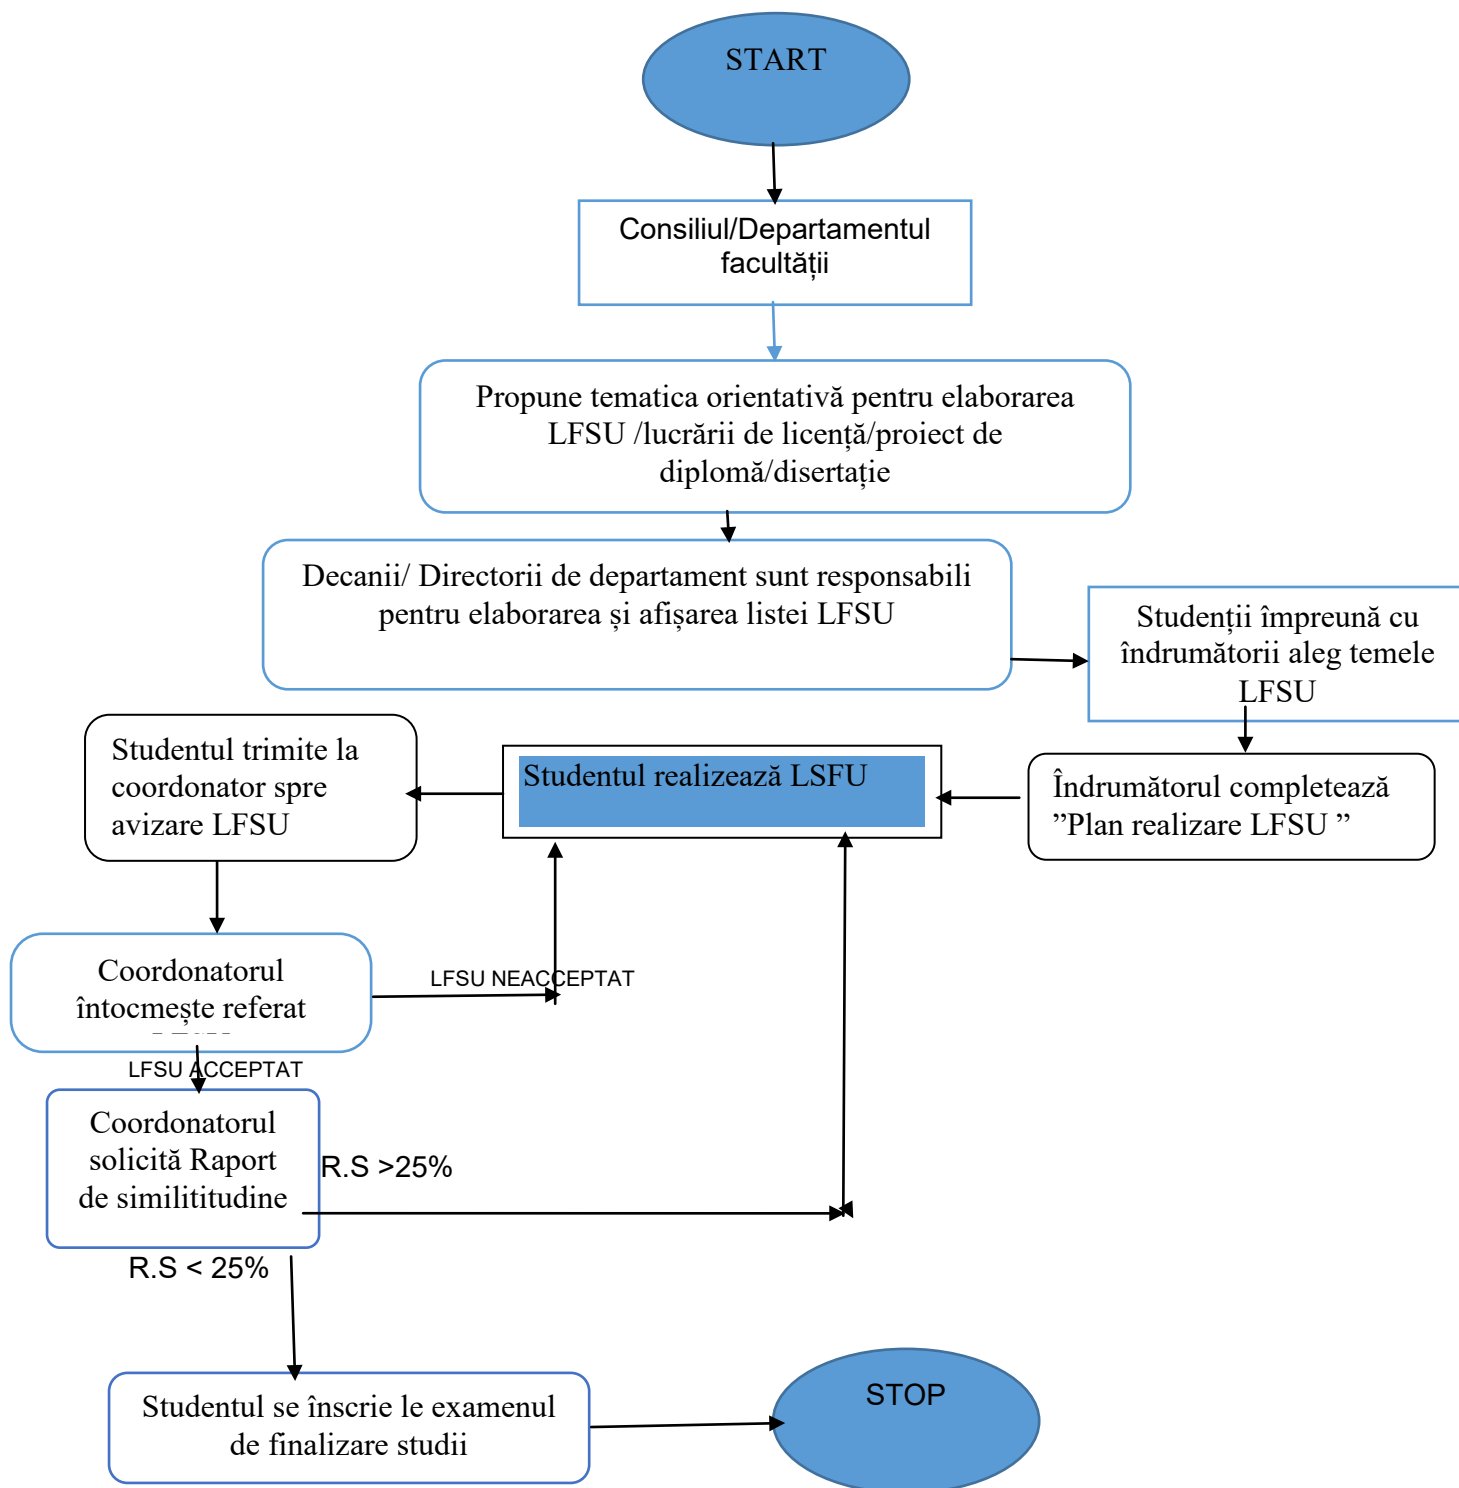 START
Consiliul/Departamentul
facultății
Propune tematica orientativă pentru elaborarea
LFSU /lucrării de licență/proiect de
diplomă/disertație
Decanii/ Directorii de departament sunt responsabili
pentru elaborarea și afișarea listei LFSU
Studenții împreună cu
îndrumătorii aleg temele
LFSU
Îndrumătorul completează
”Plan realizare LFSU ”
Studentul realizează LSFU
Studentul trimite la
coordonator spre
avizare LFSU
Coordonatorul
întocmește referat
LFSU NEACCEPTAT
LFSU ACCEPTAT
Coordonatorul
solicită Raport
de similititudine
R.S >25%
R.S < 25%
Studentul se înscrie le examenul
de finalizare studii
STOP